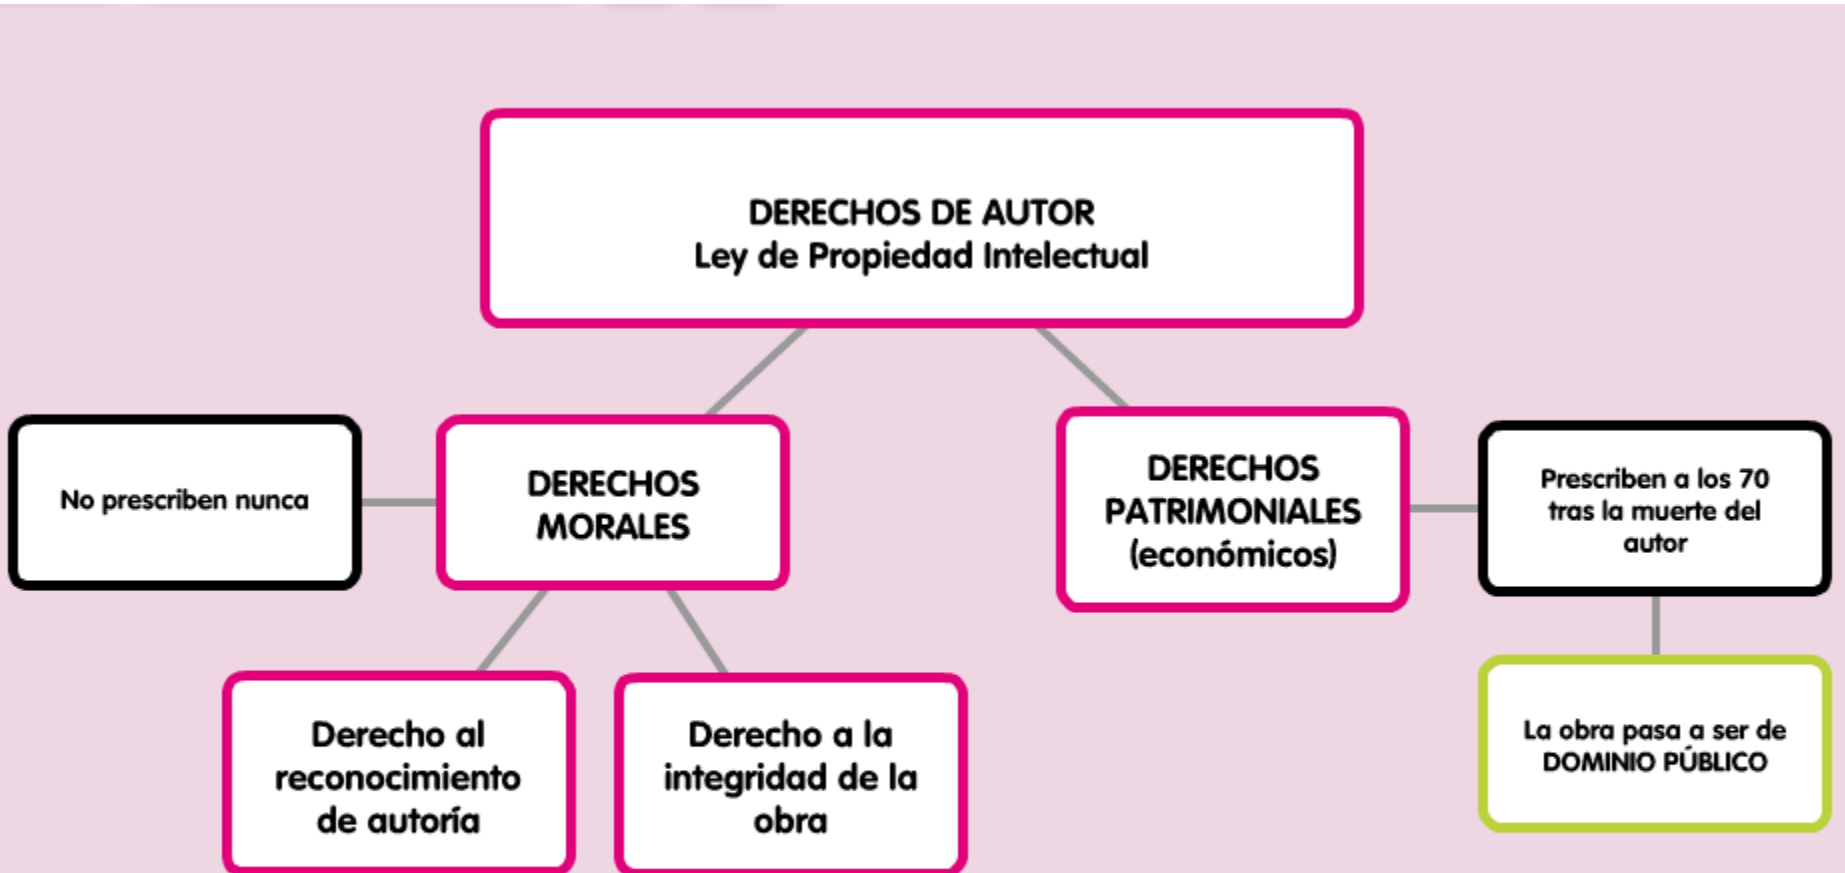 DERECHOS DE AUTOR
Ley de Propiedad Intelectual
No prescriben nunca
DERECHOS
MORALES
DERECHOS
PATRIMONIALES
(económicos)
Prescriben a los 70
tras la muerte del
autor
Derecho al
reconocimiento
de autoría
Derecho a la
integridad de la
obra
La obra pasa a ser de
DOMINIO PÚBLICO